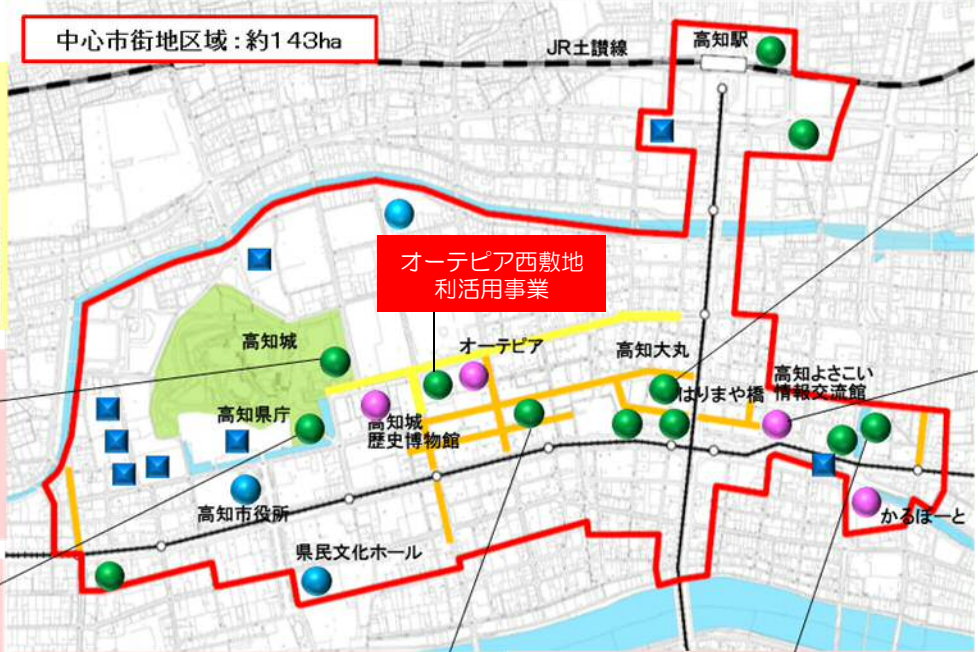 中心市街地区域：約143ha
JR土讃線
高知駅
オーテピア西敷地
利活用事業
高知城
オーテピア
高知大丸
はりまや橋
高知よさこい
情報交流館
高知県庁
高知城
歴史博物館
高知市役所
かるぽーと
県民文化ホール